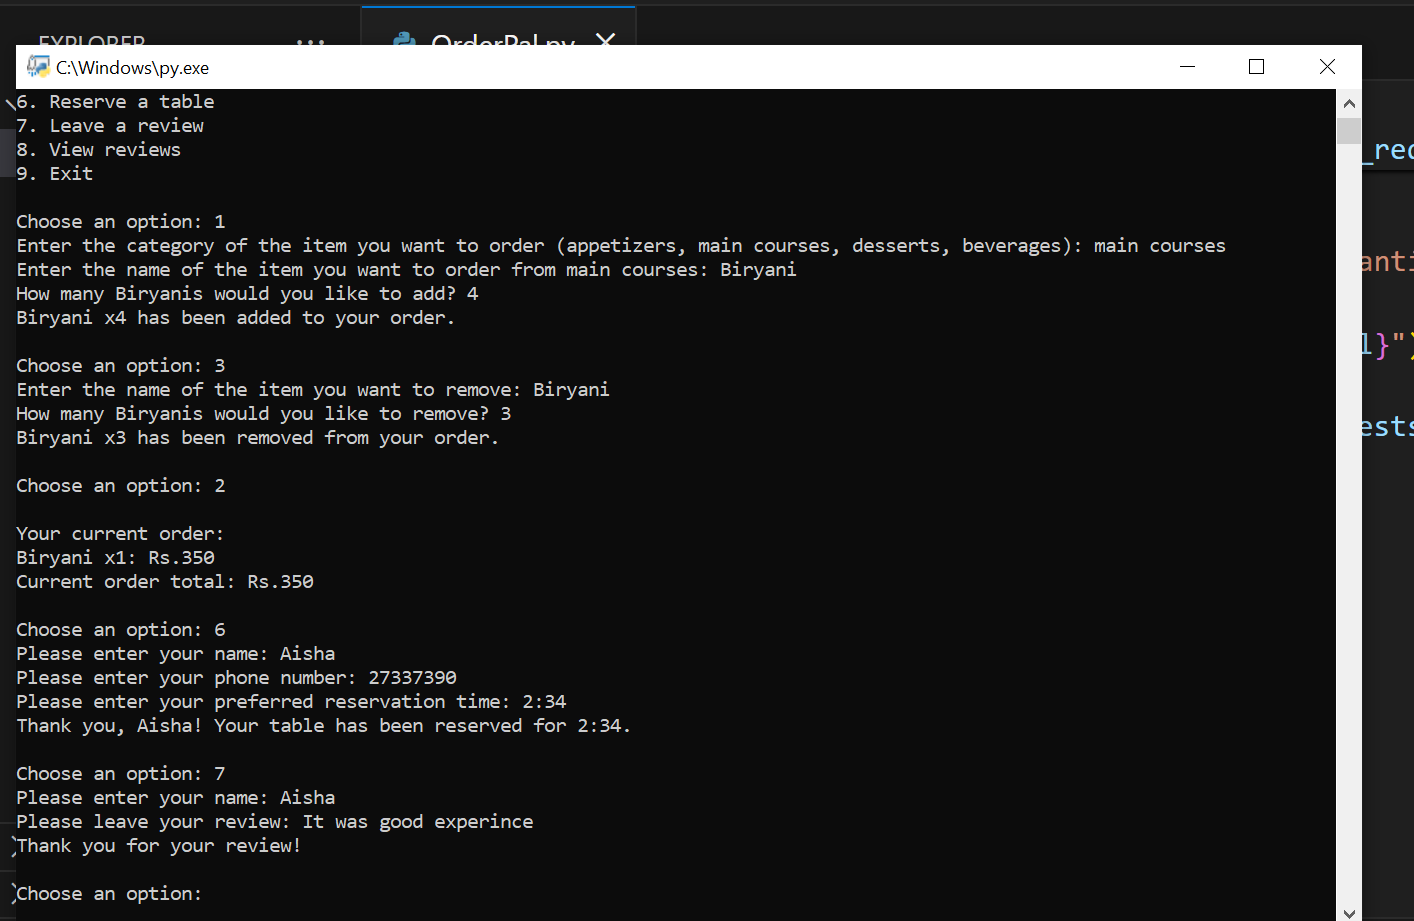 EXPLORER ... OrderPal.py
C:\Windows\py.exe
6. Reserve a table
7. Leave a review
8. View reviews
9. Exit
Choose an option: 1
Enter the category of the item you want to order (appetizers, main courses, desserts, beverages): main courses
Enter the name of the item you want to order from main courses: Biryani
How many Biryanis would you like to add? 4
Biryani x4 has been added to your order.
Choose an option: 3
Enter the name of the item you want to remove: Biryani
How many Biryanis would you like to remove? 3
Biryani x3 has been removed from your order.
Choose an option: 2
Your current order:
Biryani x1: Rs.350
Current order total: Rs.350
Choose an option: 6
Please enter your name: Aisha
Please enter your phone number: 27337390
Please enter your preferred reservation time: 2:34
Thank you, Aisha! Your table has been reserved for 2:34.
Choose an option: 7
Please enter your name: Aisha
Please leave your review: It was good experince
Thank you for your review!
Choose an option: